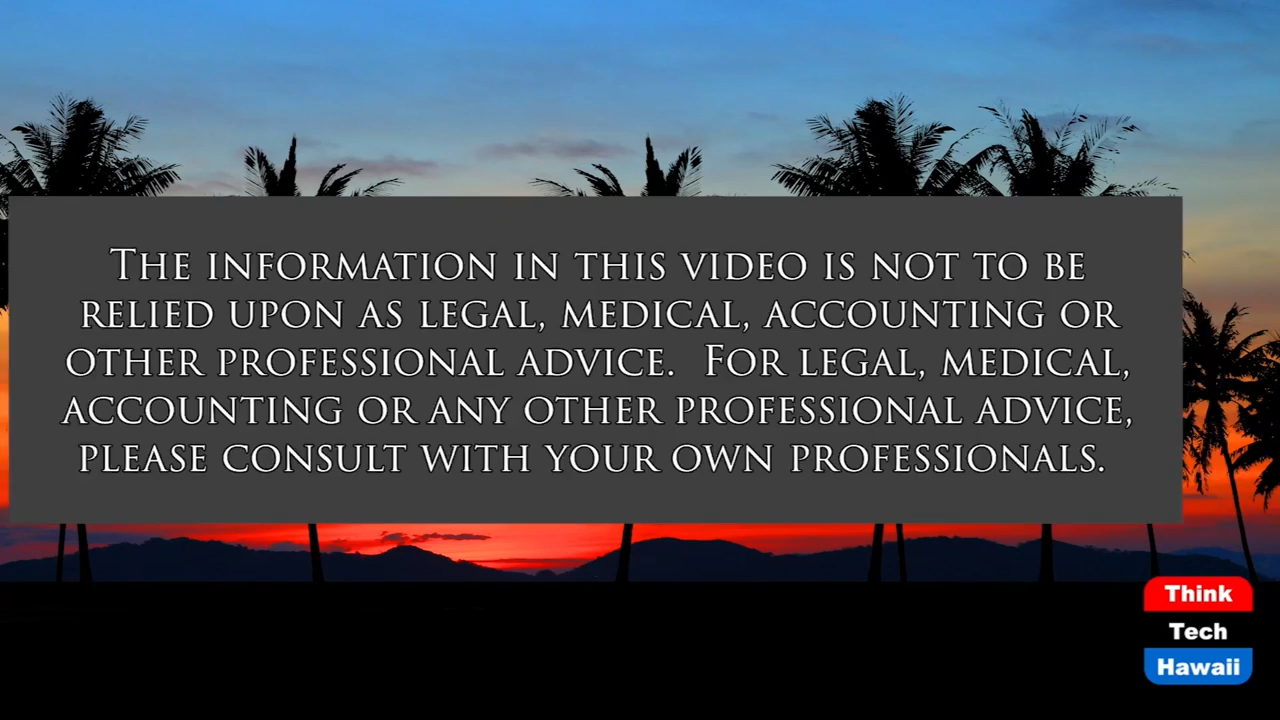 The information in this video is not to be
relied upon as legal, medical, accounting or
other professional advice.  For legal, medical,
accounting or any other professional advice,
please consult with your own professionals.
Think
Tech
Hawaii